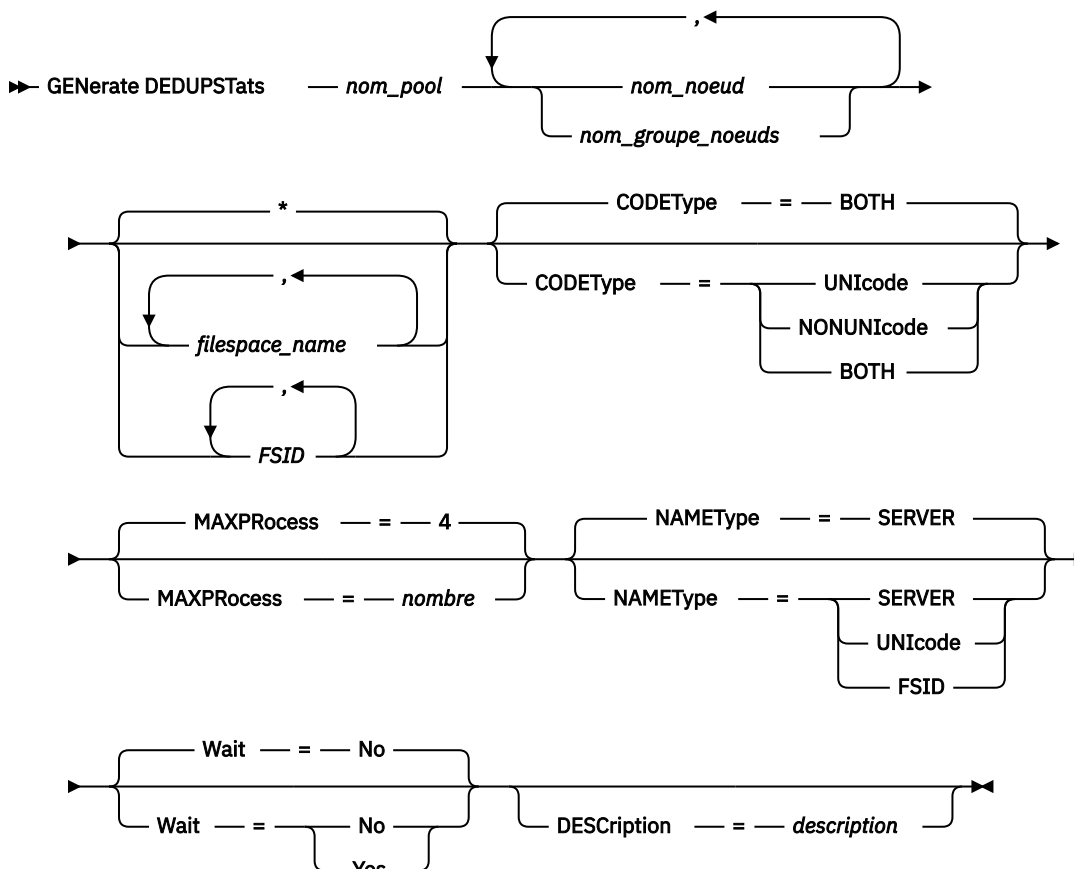 ,
GENerate DEDUPSTats nom_pool nom_noeud
nom_groupe_noeuds
* CODEType = BOTH
, CODEType = UNIcode
filespace_name NONUNIcode
, BOTH
FSID
MAXPRocess = 4 NAMEType = SERVER
MAXPRocess = nombre NAMEType = SERVER
UNIcode
FSID
Wait = No
Wait = No DESCription = description
Yes